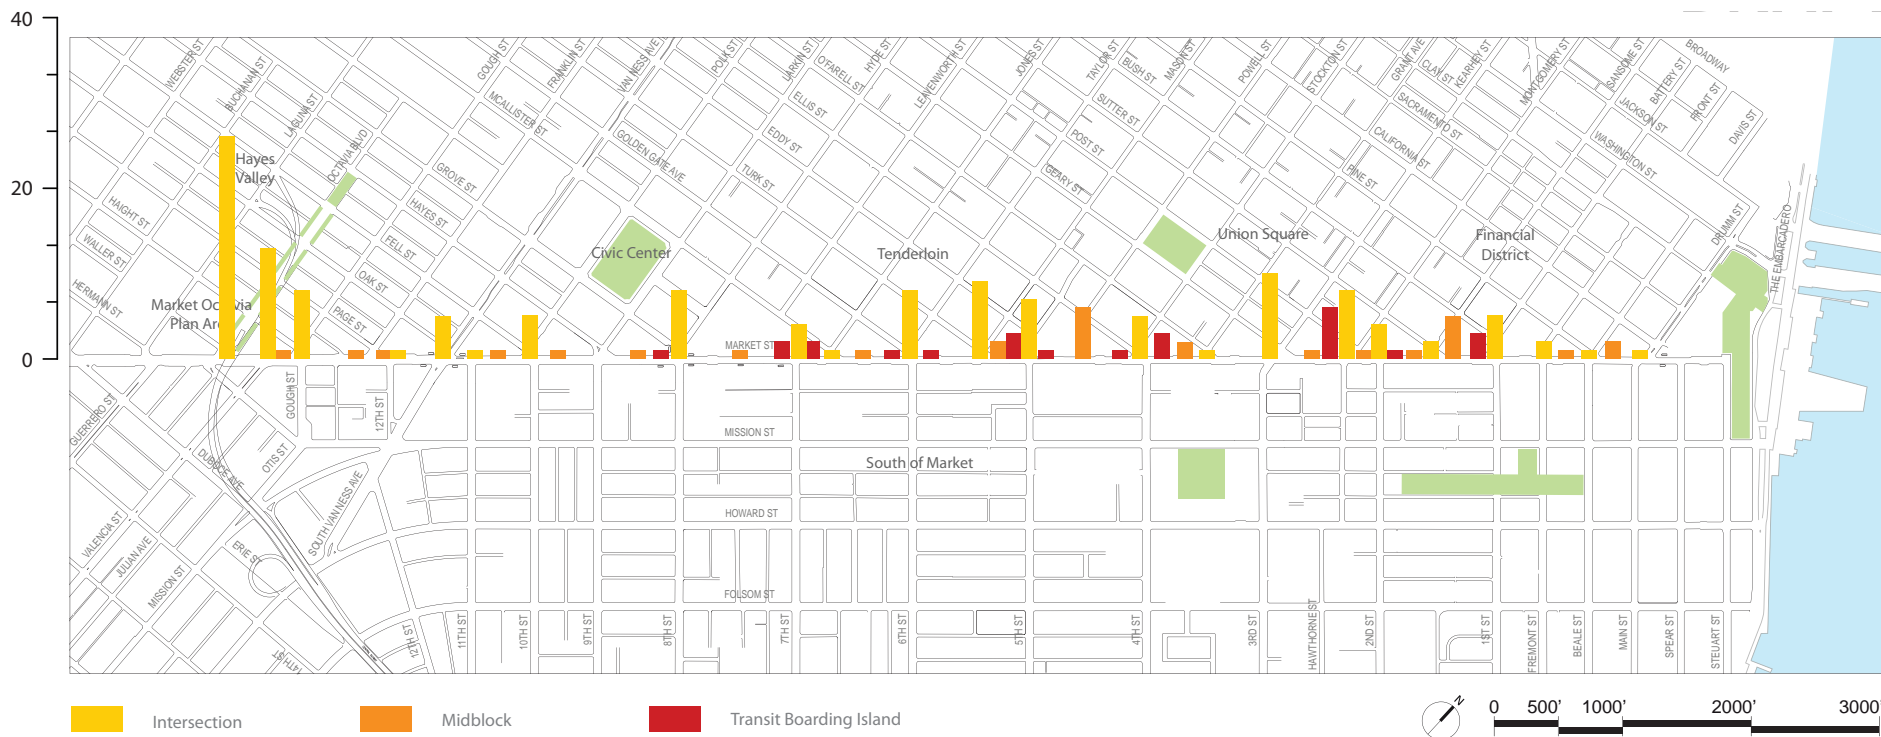 40
20
0
WEBSTER ST
BUCHANAN ST
LAGUNA ST
OCTAVIA BLVD
GOUGH ST
FRANKLIN ST
VAN NESS AVE
POLK ST
LARKIN ST
HYDE ST
LEAVENWORTH ST
JONES ST
TAYLOR ST
MASON ST
POWELL ST
STOCKTON ST
GRANT AVE
KEARNEY ST
MONTGOMERY ST
SANSOME ST
BATTERY ST
FRONT ST
DAVIS ST
DRUMM ST
THE EMBARCADERO
BROADWAY
JACKSON ST
WASHINGTON ST
CLAY ST
SACRAMENTO ST
CALIFORNIA ST
PINE ST
BUSH ST
SUTTER ST
POST ST
GEARY ST
O'FARELL ST
ELLIS ST
EDDY ST
TURK ST
GOLDEN GATE AVE
MCALLISTER ST
GROVE ST
HAYES ST
FELL ST
OAK ST
PAGE ST
HAIGHT ST
WALLER ST
HERMANN ST
Hayes
Valley
Market Octavia
Plan Are
Civic Center
Tenderloin
Union Square
Financial
District
MARKET ST
MISSION ST
South of Market
HOWARD ST
FOLSOM ST
GUERRERO ST
GOUGH ST
12TH ST
OTIS ST
DUBOCE AVE
SOUTH VAN NESS AVE
VALENCIA ST
JULIAN AVE
MISSION ST
ERIE ST
14TH ST
12TH ST
11TH ST
10TH ST
9TH ST
8TH ST
7TH ST
6TH ST
5TH ST
4TH ST
3RD ST
HAWTHORNE ST
2ND ST
1ST ST
FREMONT ST
BEALE ST
MAIN ST
SPEAR ST
STEUART ST
Intersection
Midblock
Transit Boarding Island
N
0 500' 1000' 2000' 3000'